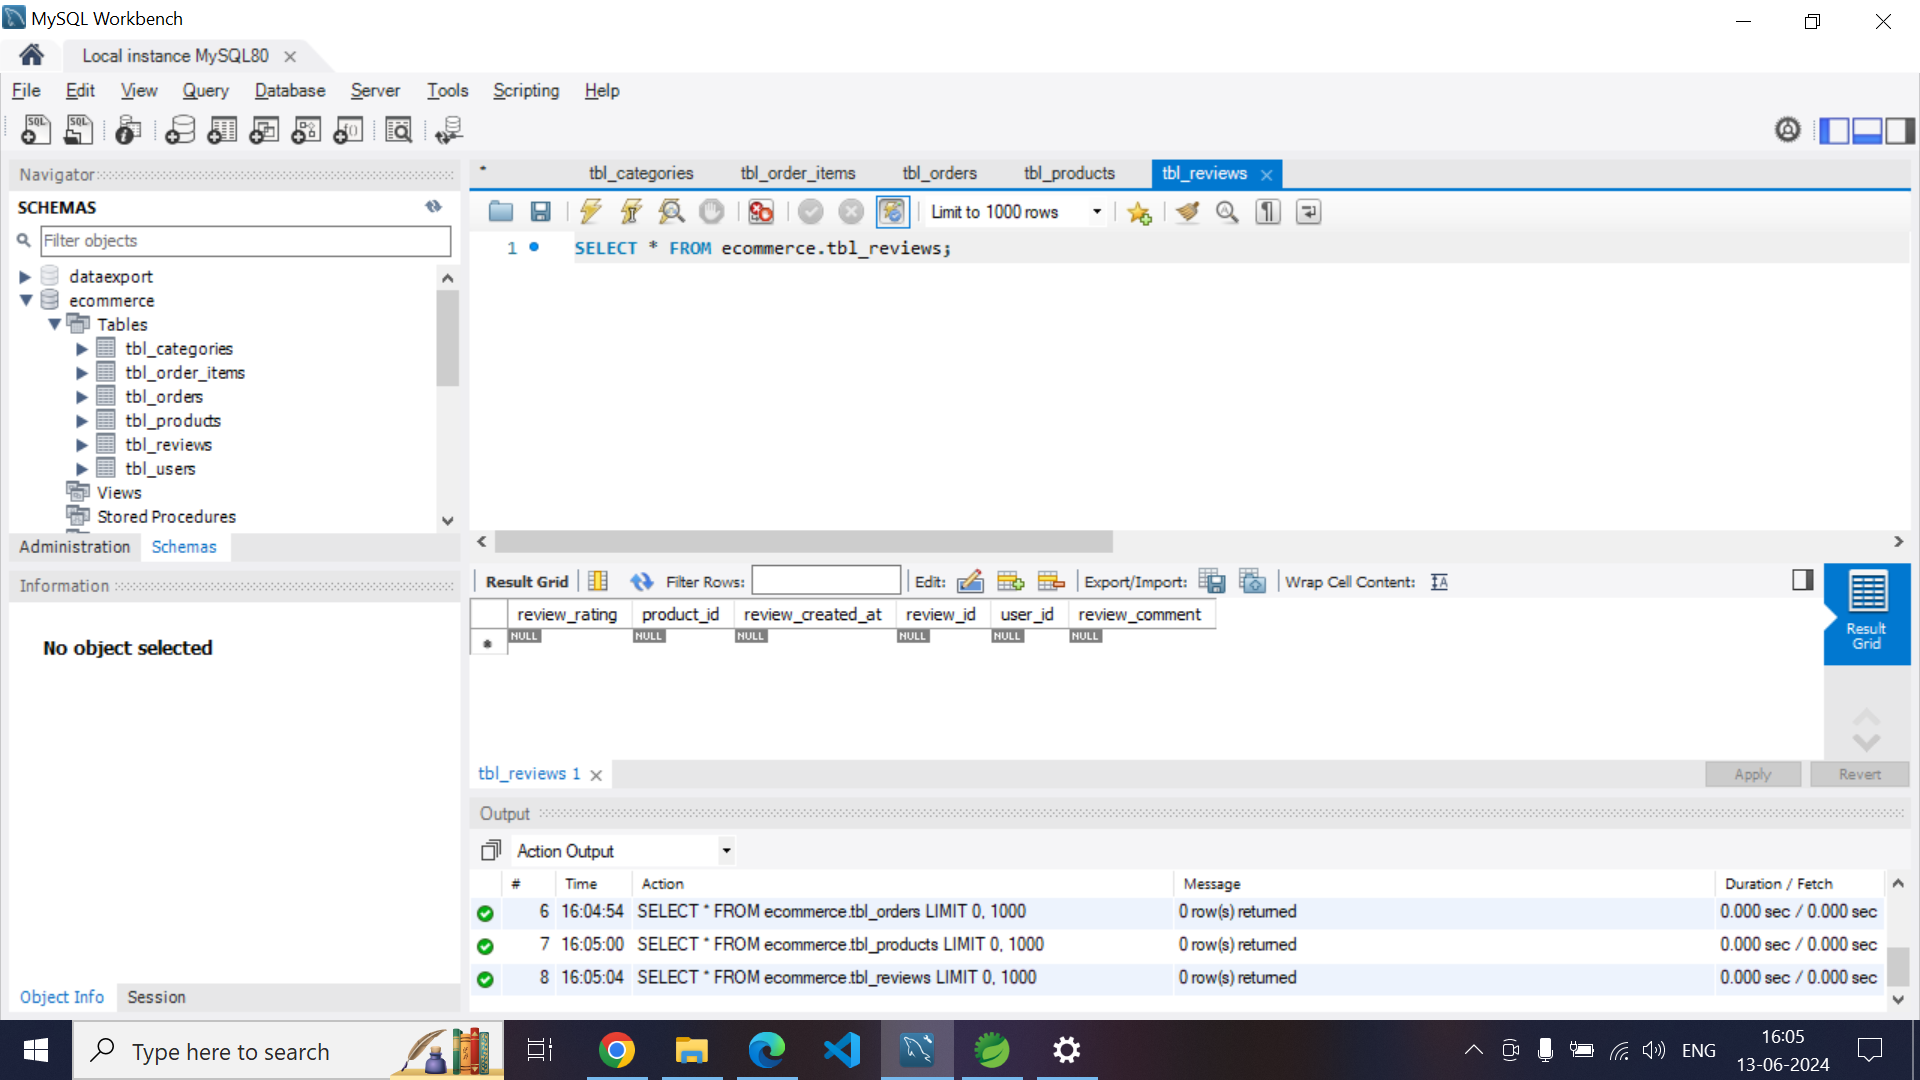 MySQL Workbench
Local instance MySQL80
File Edit View Query Database Server Tools Scripting Help
Navigator
SCHEMAS
Filter objects
dataexport
ecommerce
Tables
tbl_categories
tbl_order_items
tbl_orders
tbl_products
tbl_reviews
tbl_users
Views
Stored Procedures
Administration Schemas
Information
No object selected
Object Info Session
* tbl_categories tbl_order_items tbl_orders tbl_products tbl_reviews
Limit to 1000 rows
1 SELECT * FROM ecommerce.tbl_reviews;
Result Grid Filter Rows: Edit: Export/Import: Wrap Cell Content:
review_rating product_id review_created_at review_id user_id review_comment
NULL NULL NULL NULL NULL NULL
Result
Grid
tbl_reviews 1
Apply Revert
Output
Action Output
# Time Action Message Duration / Fetch
6 16:04:54 SELECT * FROM ecommerce.tbl_orders LIMIT 0, 1000 0 row(s) returned 0.000 sec / 0.000 sec
7 16:05:00 SELECT * FROM ecommerce.tbl_products LIMIT 0, 1000 0 row(s) returned 0.000 sec / 0.000 sec
8 16:05:04 SELECT * FROM ecommerce.tbl_reviews LIMIT 0, 1000 0 row(s) returned 0.000 sec / 0.000 sec
Type here to search
ENG
16:05
13-06-2024